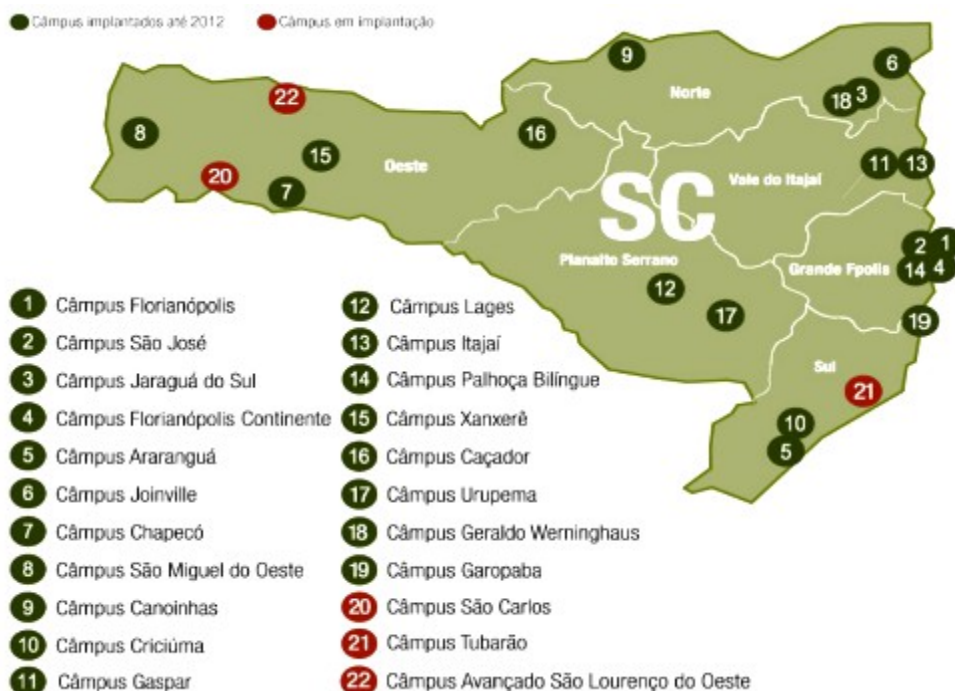 Câmpus implantados até 2012
Câmpus em implantação
9
6
Norte
22
18
3
8
16
15
Oeste
11
13
20
Vale do Itajaí
7
SC
2
1
Planalto Serrano
Grande Fpolis
14
4
12
17
19
Sul
21
10
5
1 Câmpus Florianópolis
2 Câmpus São José
3 Câmpus Jaraguá do Sul
4 Câmpus Florianópolis Continente
5 Câmpus Araranguá
6 Câmpus Joinville
7 Câmpus Chapecó
8 Câmpus São Miguel do Oeste
9 Câmpus Canoinhas
10 Câmpus Criciúma
11 Câmpus Gaspar
12 Câmpus Lages
13 Câmpus Itajaí
14 Câmpus Palhoça Bilíngue
15 Câmpus Xanxerê
16 Câmpus Caçador
17 Câmpus Urupema
18 Câmpus Geraldo Werninghaus
19 Câmpus Garopaba
20 Câmpus São Carlos
21 Câmpus Tubarão
22 Câmpus Avançado São Lourenço do Oeste